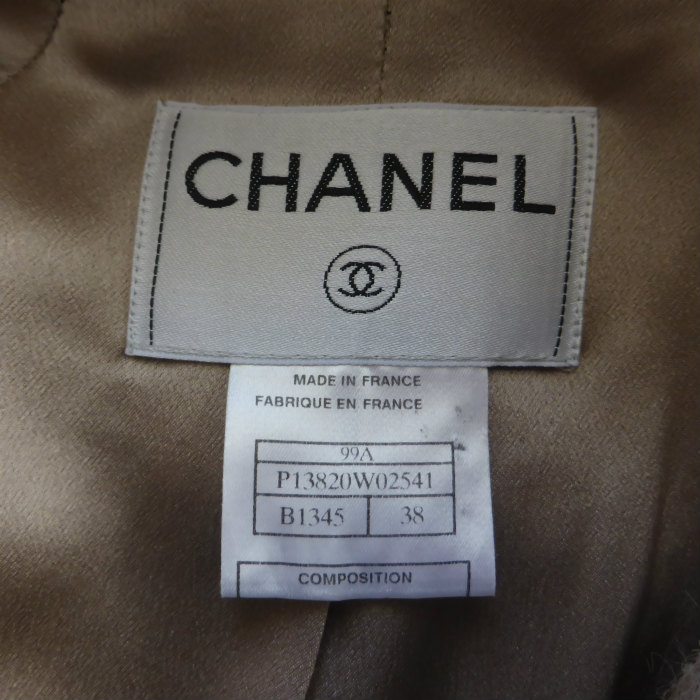 CHANEL
MADE IN FRANCE
FABRIQUE EN FRANCE
99A
P13820W02541
B1345 38
COMPOSITION